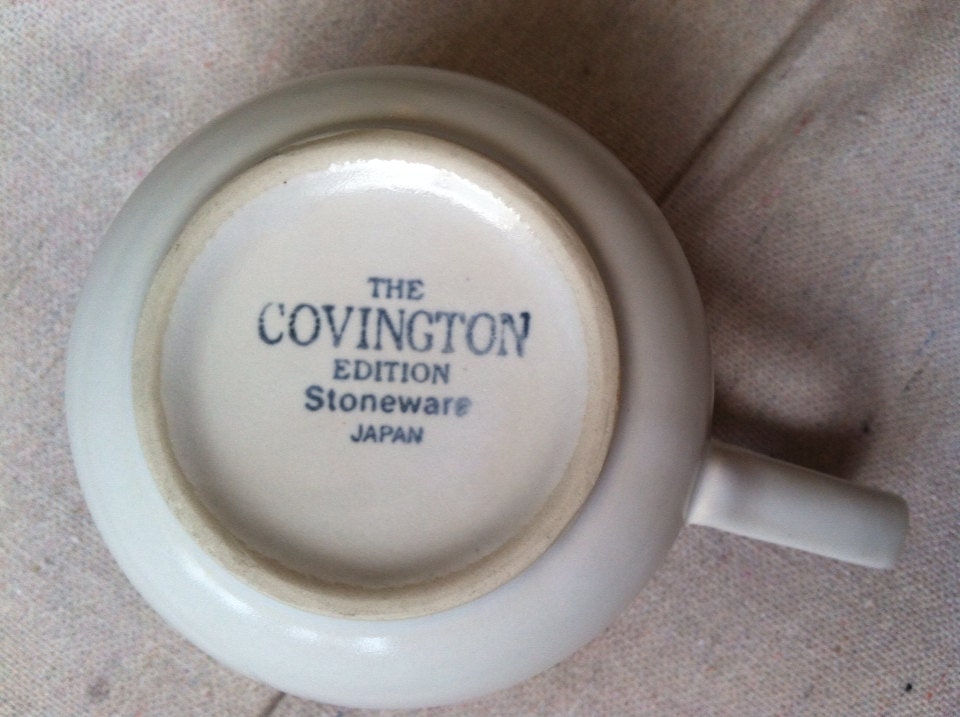 THE
COVINGTON
EDITION
Stoneware
JAPAN